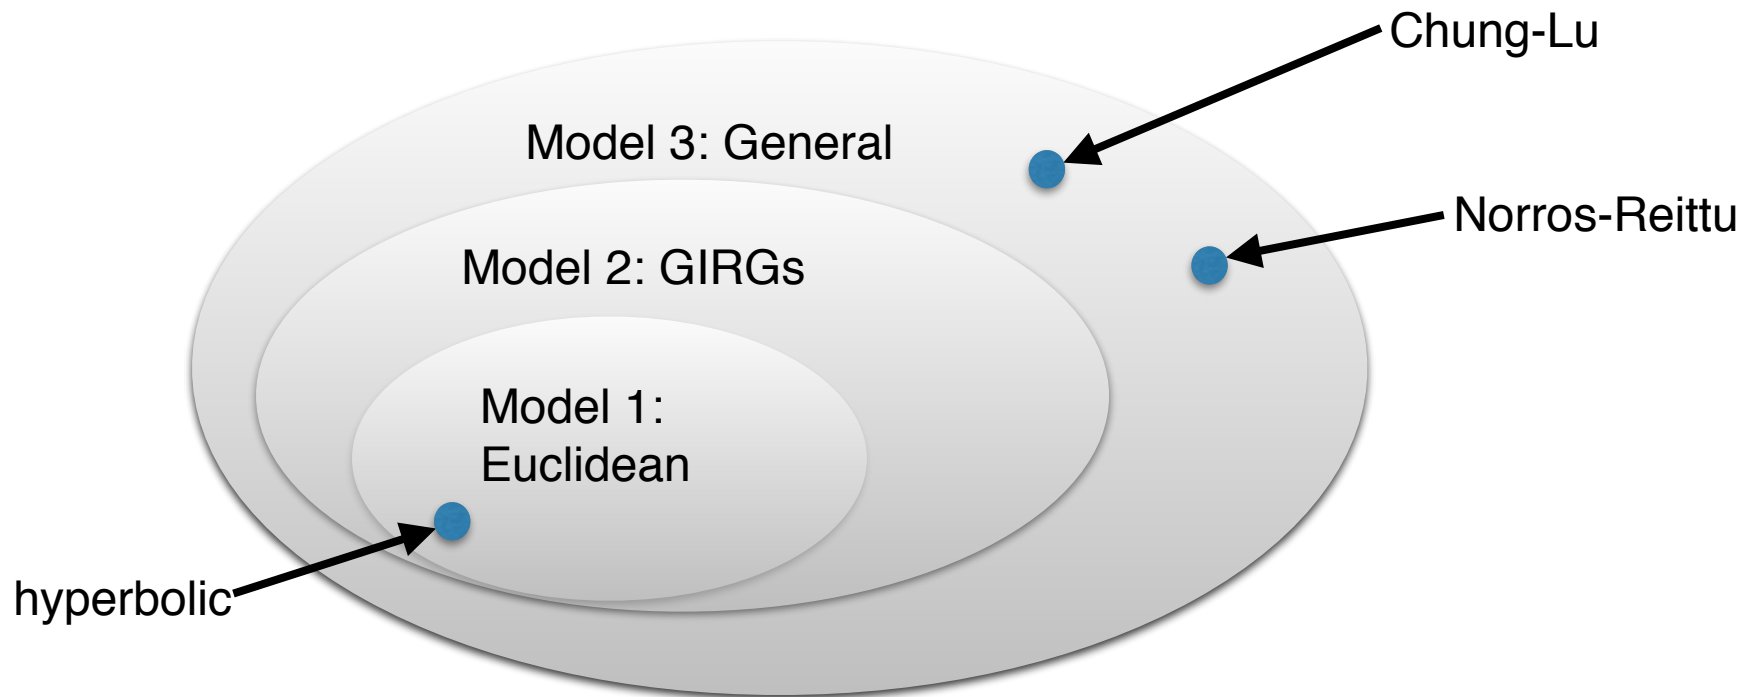 Chung-Lu
Model 3: General
Norros-Reittu
Model 2: GIRGs
Model 1:
Euclidean
hyperbolic